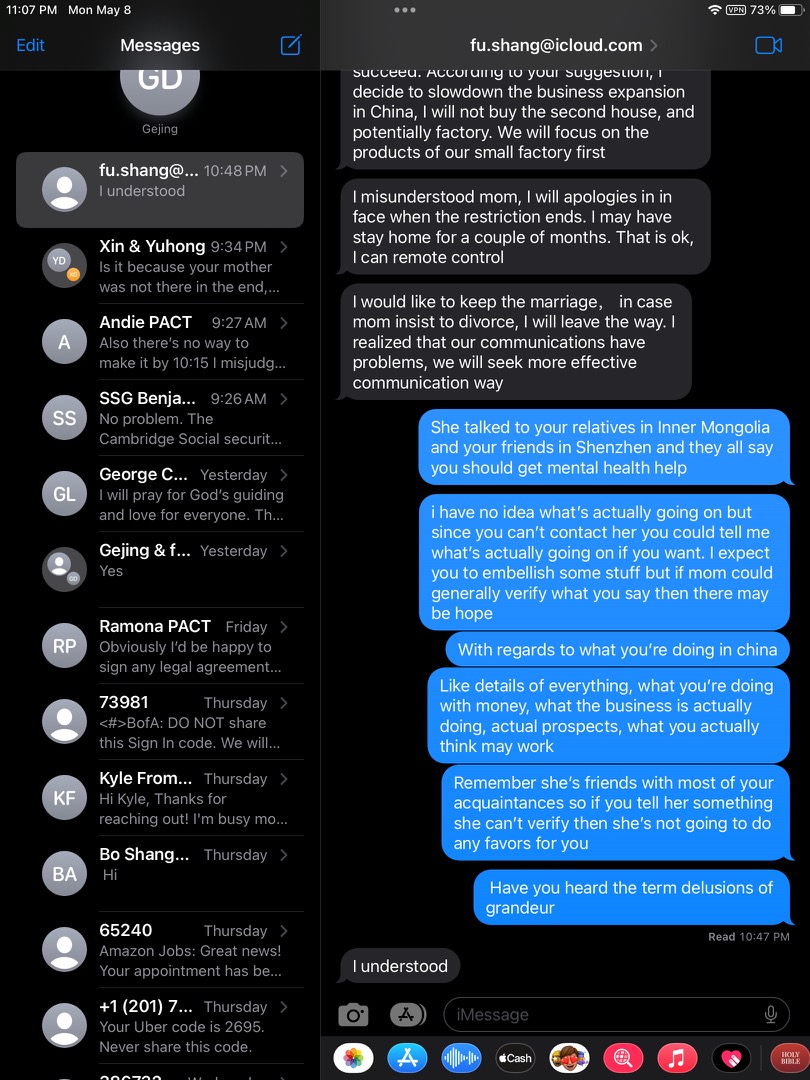 11:07 PM Mon May 8
VPN 73%
Edit
Messages
fu.shang@icloud.com
GD
Gejing
fu.shang@... 10:48 PM
I understood
YD
Xin & Yuhong 9:34 PM
Is it because your mother
was not there in the end,...
A
Andie PACT 9:27 AM
Also there's no way to
make it by 10:15 I misjudg...
SS
SSG Benja... 9:26 AM
No problem. The
Cambridge Social securit...
GL
George C... Yesterday
I will pray for God's guiding
and love for everyone. Th...
GD
Gejing & f... Yesterday
Yes
RP
Ramona PACT Friday
Obviously I'd be happy to
sign any legal agreement...
73981 Thursday
<#>BofA: DO NOT share
this Sign In code. We will...
KF
Kyle From... Thursday
Hi Kyle, Thanks for
reaching out! I'm busy mo...
BA
Bo Shang... Thursday
Hi
65240 Thursday
Amazon Jobs: Great news!
Your appointment has be...
+1 (201) 7... Thursday
Your Uber code is 2695.
Never share this code.
succeed. According to your suggestion, I
decide to slowdown the business expansion
in China, I will not buy the second house, and
potentially factory. We will focus on the
products of our small factory first
I misunderstood mom, I will apologies in in
face when the restriction ends. I may have
stay home for a couple of months. That is ok,
I can remote control
I would like to keep the marriage， in case
mom insist to divorce, I will leave the way. I
realized that our communications have
problems, we will seek more effective
communication way
She talked to your relatives in Inner Mongolia
and your friends in Shenzhen and they all say
you should get mental health help
i have no idea what's actually going on but
since you can't contact her you could tell me
what's actually going on if you want. I expect
you to embellish some stuff but if mom could
generally verify what you say then there may
be hope
With regards to what you're doing in china
Like details of everything, what you're doing
with money, what the business is actually
doing, actual prospects, what you actually
think may work
Remember she's friends with most of your
acquaintances so if you tell her something
she can't verify then she's not going to do
any favors for you
Have you heard the term delusions of
grandeur
Read 10:47 PM
I understood
iMessage
Cash
HOLY
BIBLE